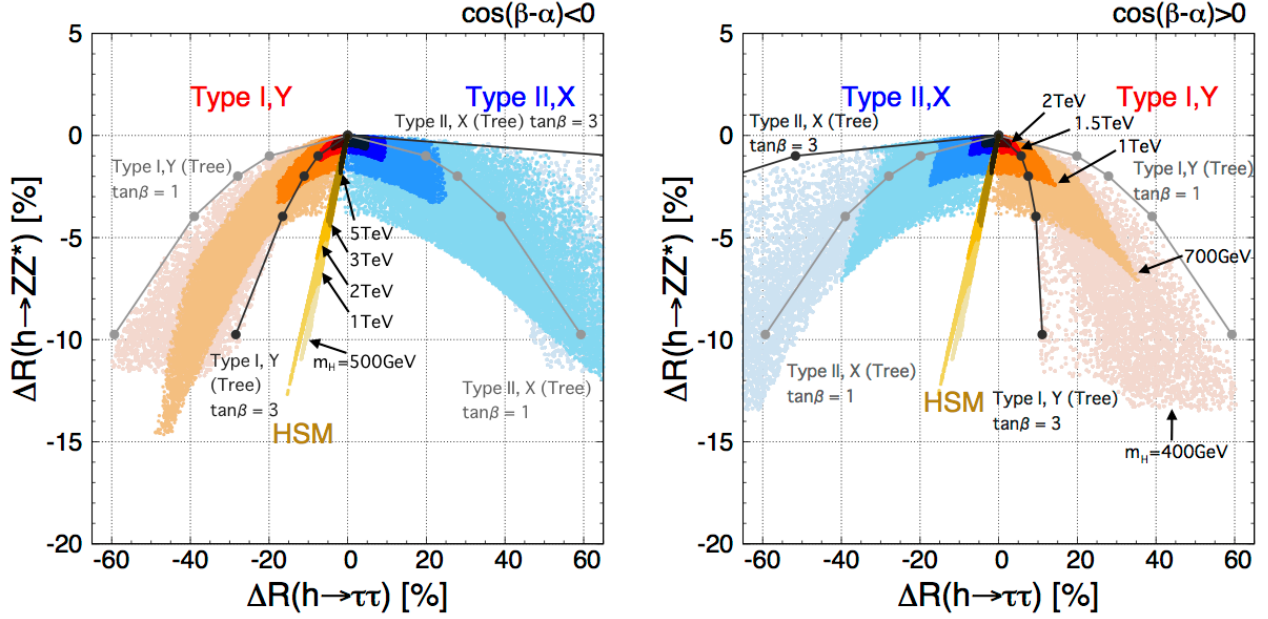 cos(β-α)<0
5
0
-5
-10
-15
-20
ΔR(h→ZZ*) [%]
Type I,Y
Type II,X
Type II, X (Tree) tanβ = 3
Type I,Y (Tree)
tanβ = 1
5TeV
3TeV
2TeV
1TeV
m_H=500GeV
Type I, Y
(Tree)
tanβ = 3
Type II, X (Tree)
tanβ = 1
HSM
-60
-40
-20
0
20
40
60
ΔR(h→ττ) [%]
cos(β-α)>0
5
0
-5
-10
-15
-20
ΔR(h→ZZ*) [%]
Type II,X
Type I,Y
2TeV
1.5TeV
1TeV
Type II, X (Tree)
tanβ = 3
Type I,Y (Tree)
tanβ = 1
700GeV
Type II, X (Tree)
tanβ = 1
HSM
Type I, Y (Tree)
tanβ = 3
m_H=400GeV
-60
-40
-20
0
20
40
60
ΔR(h→ττ) [%]